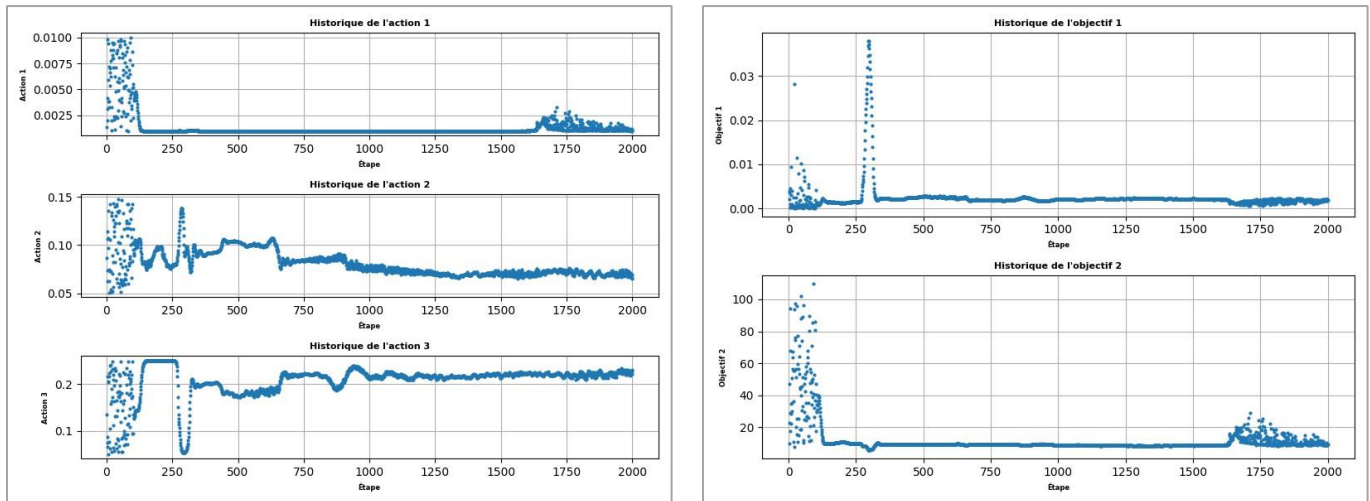 Historique de l'action 1
0.0100
0.0075
0.0050
0.0025
Action 1
0 250 500 750 1000 1250 1500 1750 2000
Étape
Historique de l'action 2
0.15
0.10
0.05
Action 2
0 250 500 750 1000 1250 1500 1750 2000
Étape
Historique de l'action 3
0.2
0.1
Action 3
0 250 500 750 1000 1250 1500 1750 2000
Étape
Historique de l'objectif 1
0.03
0.02
0.01
0.00
Objectif 1
0 250 500 750 1000 1250 1500 1750 2000
Étape
Historique de l'objectif 2
100
80
60
40
20
Objectif 2
0 250 500 750 1000 1250 1500 1750 2000
Étape